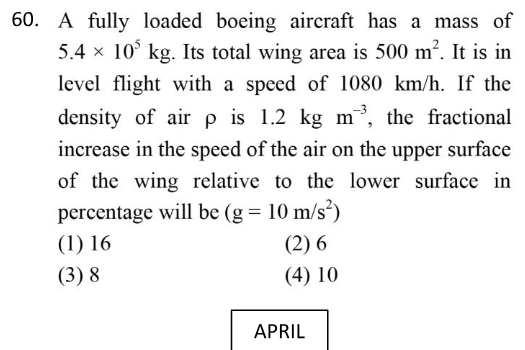 60. A fully loaded boeing aircraft has a mass of
5.4 × 10⁵ kg. Its total wing area is 500 m². It is in
level flight with a speed of 1080 km/h. If the
density of air ρ is 1.2 kg m⁻³, the fractional
increase in the speed of the air on the upper surface
of the wing relative to the lower surface in
percentage will be (g = 10 m/s²)
(1) 16 (2) 6
(3) 8 (4) 10
APRIL